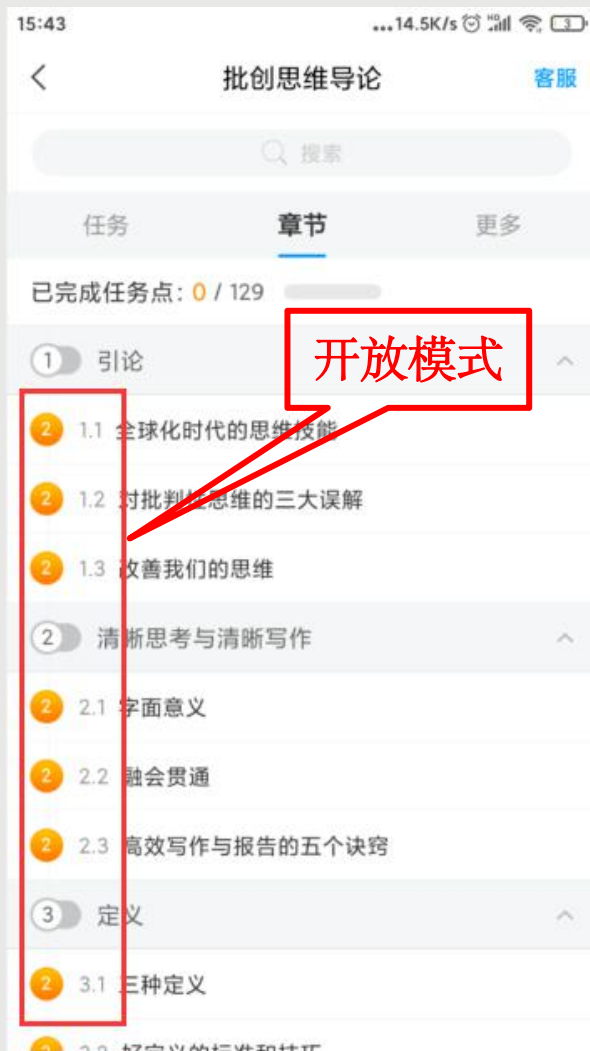 15:43 ...14.5K/s HD 3
批创思维导论 客服
搜索
任务 章节 更多
已完成任务点：0 / 129
1 引论
开放模式
2 1.1 全球化时代的思维技能
2 1.2 对批判性思维的三大误解
2 1.3 改善我们的思维
2 清晰思考与清晰写作
2 2.1 字面意义
2 2.2 融会贯通
2 2.3 高效写作与报告的五个诀窍
3 定义
2 3.1 三种定义